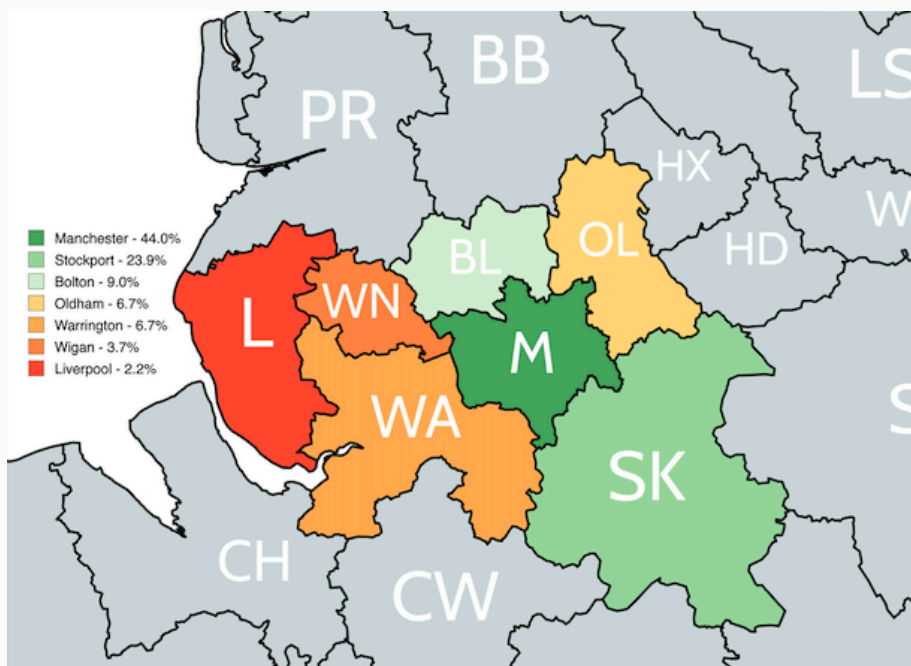 BB
LS
PR
HX
W
Manchester - 44.0%
Stockport - 23.9%
Bolton - 9.0%
Oldham - 6.7%
Warrington - 6.7%
Wigan - 3.7%
Liverpool - 2.2%
BL
OL
HD
L
WN
M
WA
S
SK
CH
CW